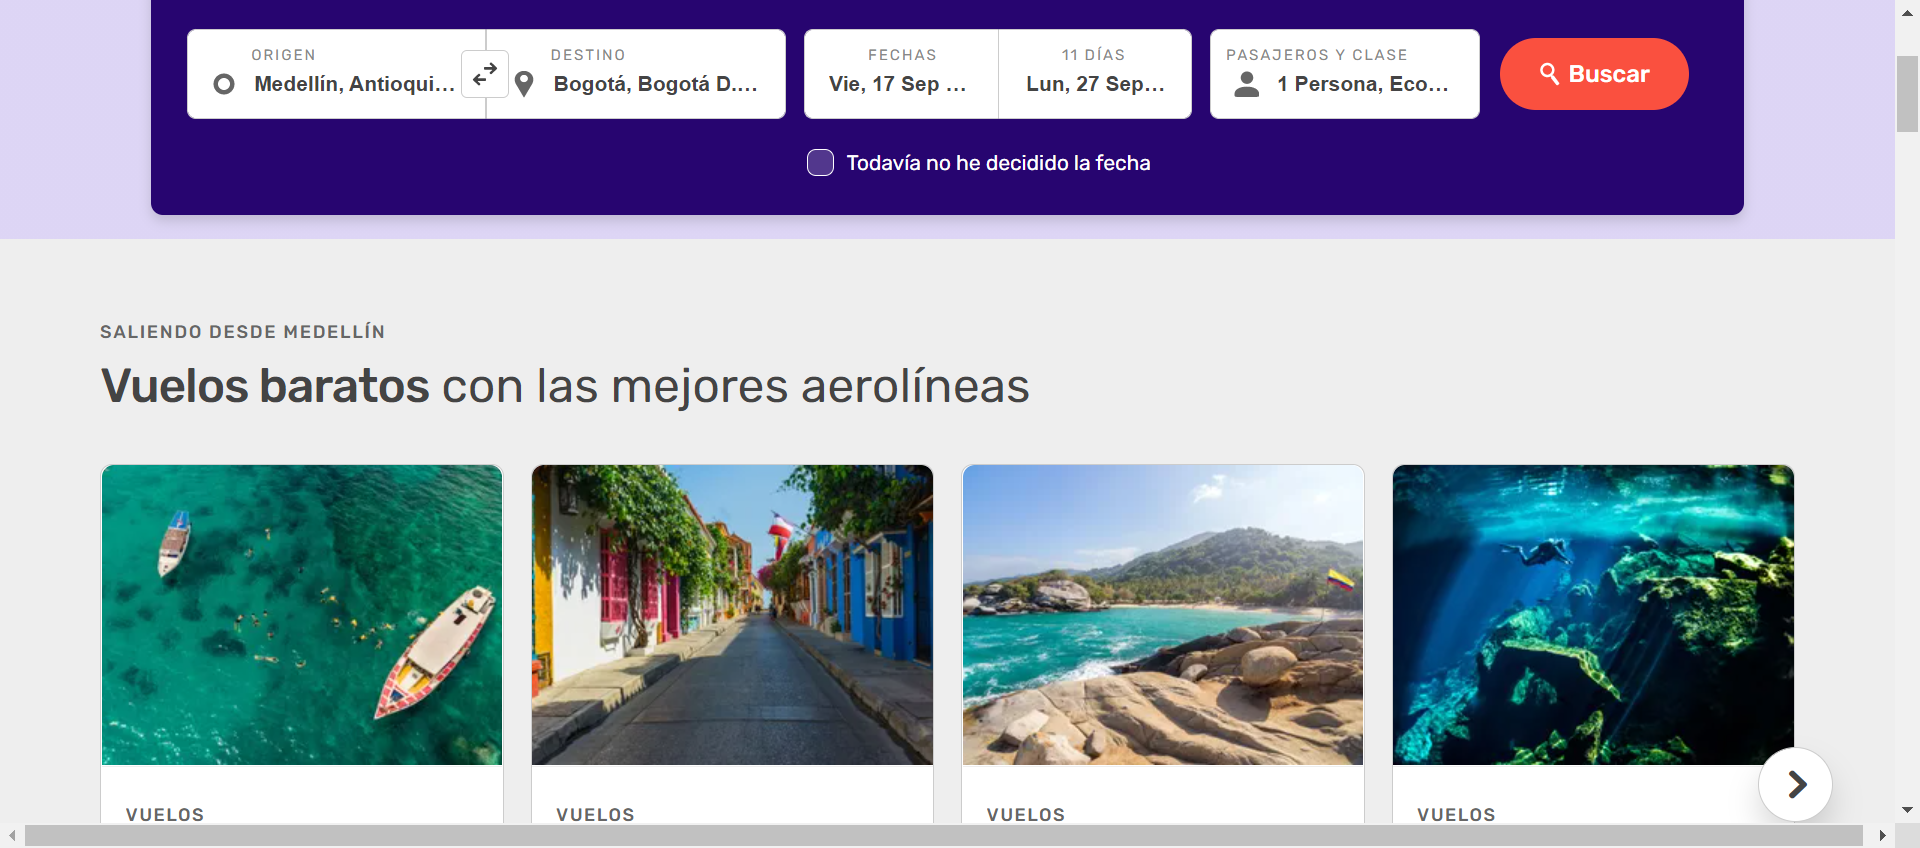 ORIGEN
Medellín, Antioqui...
DESTINO
Bogotá, Bogotá D....
FECHAS
Vie, 17 Sep ...
11 DÍAS
Lun, 27 Sep...
PASAJEROS Y CLASE
1 Persona, Eco...
Buscar
Todavía no he decidido la fecha
SALIENDO DESDE MEDELLÍN
Vuelos baratos con las mejores aerolíneas
VUELOS
VUELOS
VUELOS
VUELOS